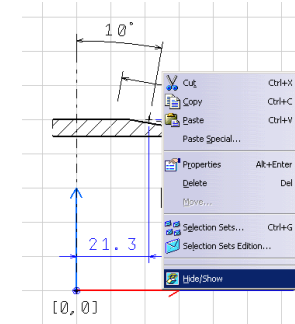 10°
Cut Ctrl+X
Copy Ctrl+C
Paste Ctrl+V
Paste Special...
Properties Alt+Enter
Delete Del
Move...
Selection Sets... Ctrl+G
Selection Sets Edition...
Hide/Show
21.3
[0,0]